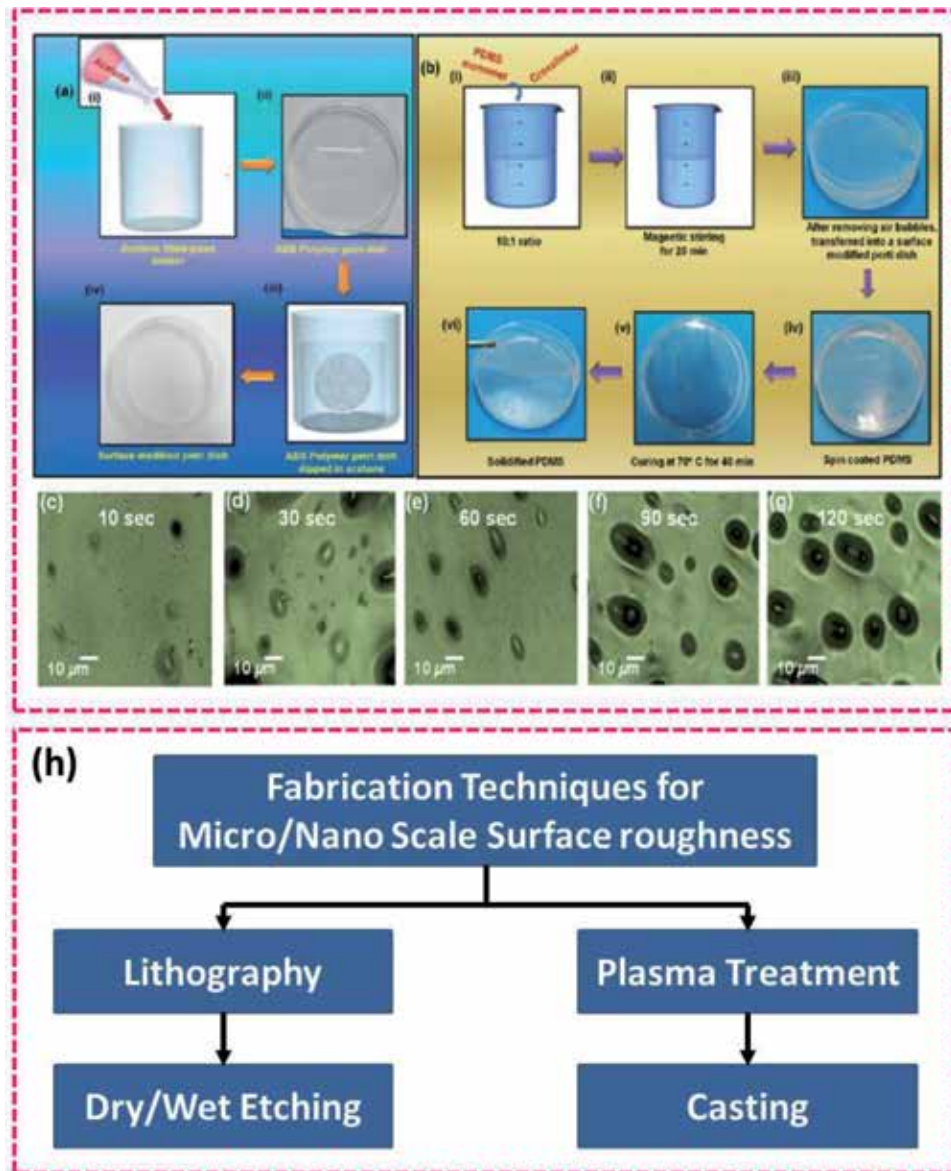 (a)
(i)
Acetone
Acetone filled glass
beaker
(ii)
ABS Polymer petri dish
(iv)
Surface modified petri dish
(iii)
ABS Polymer petri dish
dipped in acetone
(b)
PDMS
Crosslinker
(i)
10:1 ratio
(ii)
Magnetic stirring
for 20 min
(iii)
After removing air bubbles,
transferred into a surface
modified petri dish
(vi)
Solidified PDMS
(v)
Curing at 70° C for 40 min
(iv)
Spin coated PDMS
(c)
10 sec
10 µm
(d)
30 sec
10 µm
(e)
60 sec
10 µm
(f)
90 sec
10 µm
(g)
120 sec
10 µm
(h)
Fabrication Techniques for
Micro/Nano Scale Surface roughness
Lithography
Plasma Treatment
Dry/Wet Etching
Casting